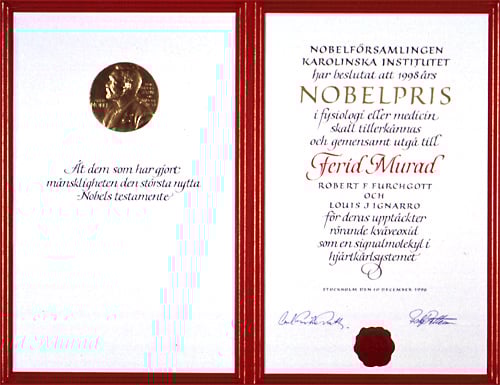 Åt dem som har gjort
mänskligheten den största nytta
Nobels testamente
NOBELFÖRSAMLINGEN
KAROLINSKA INSTITUTET
har beslutat att 1998 års
NOBELPRIS
i fysiologi eller medicin
skall tillerkännas
och gemensamt utgå till
Ferid Murad
ROBERT F. FURCHGOTT
OCH
LOUIS J IGNARRO
för deras upptäckter
rörande kväveoxid
som en signalmolekyl i
hjärtkärlsystemet
STOCKHOLM DEN 10 DECEMBER 1998